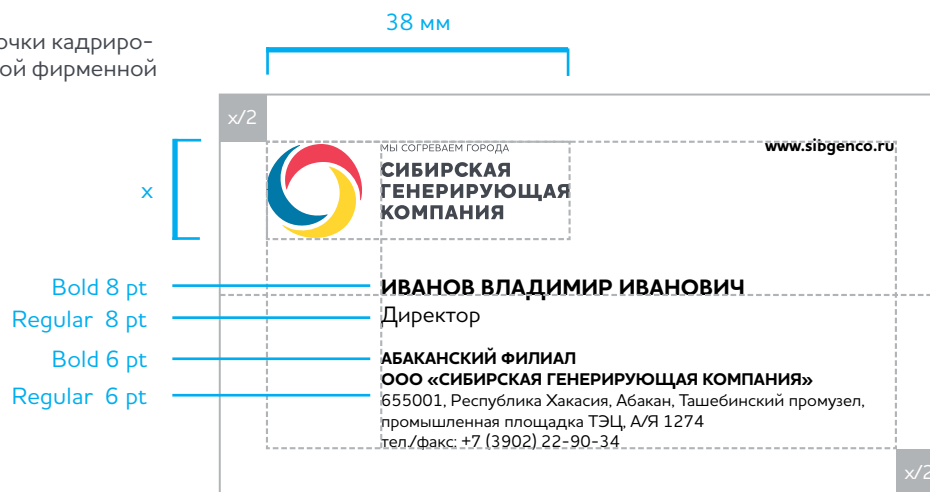 38 мм
очки кадриро-
ой фирменной
x/2
МЫ СОГРЕВАЕМ ГОРОДА
www.sibgenco.ru
СИБИРСКАЯ
ГЕНЕРИРУЮЩАЯ
КОМПАНИЯ
x
Bold 8 pt
ИВАНОВ ВЛАДИМИР ИВАНОВИЧ
Regular 8 pt
Директор
Bold 6 pt
АБАКАНСКИЙ ФИЛИАЛ
ООО «СИБИРСКАЯ ГЕНЕРИРУЮЩАЯ КОМПАНИЯ»
Regular 6 pt
655001, Республика Хакасия, Абакан, Ташебинский промузел,
промышленная площадка ТЭЦ, А/Я 1274
тел./факс: +7 (3902) 22-90-34
x/2